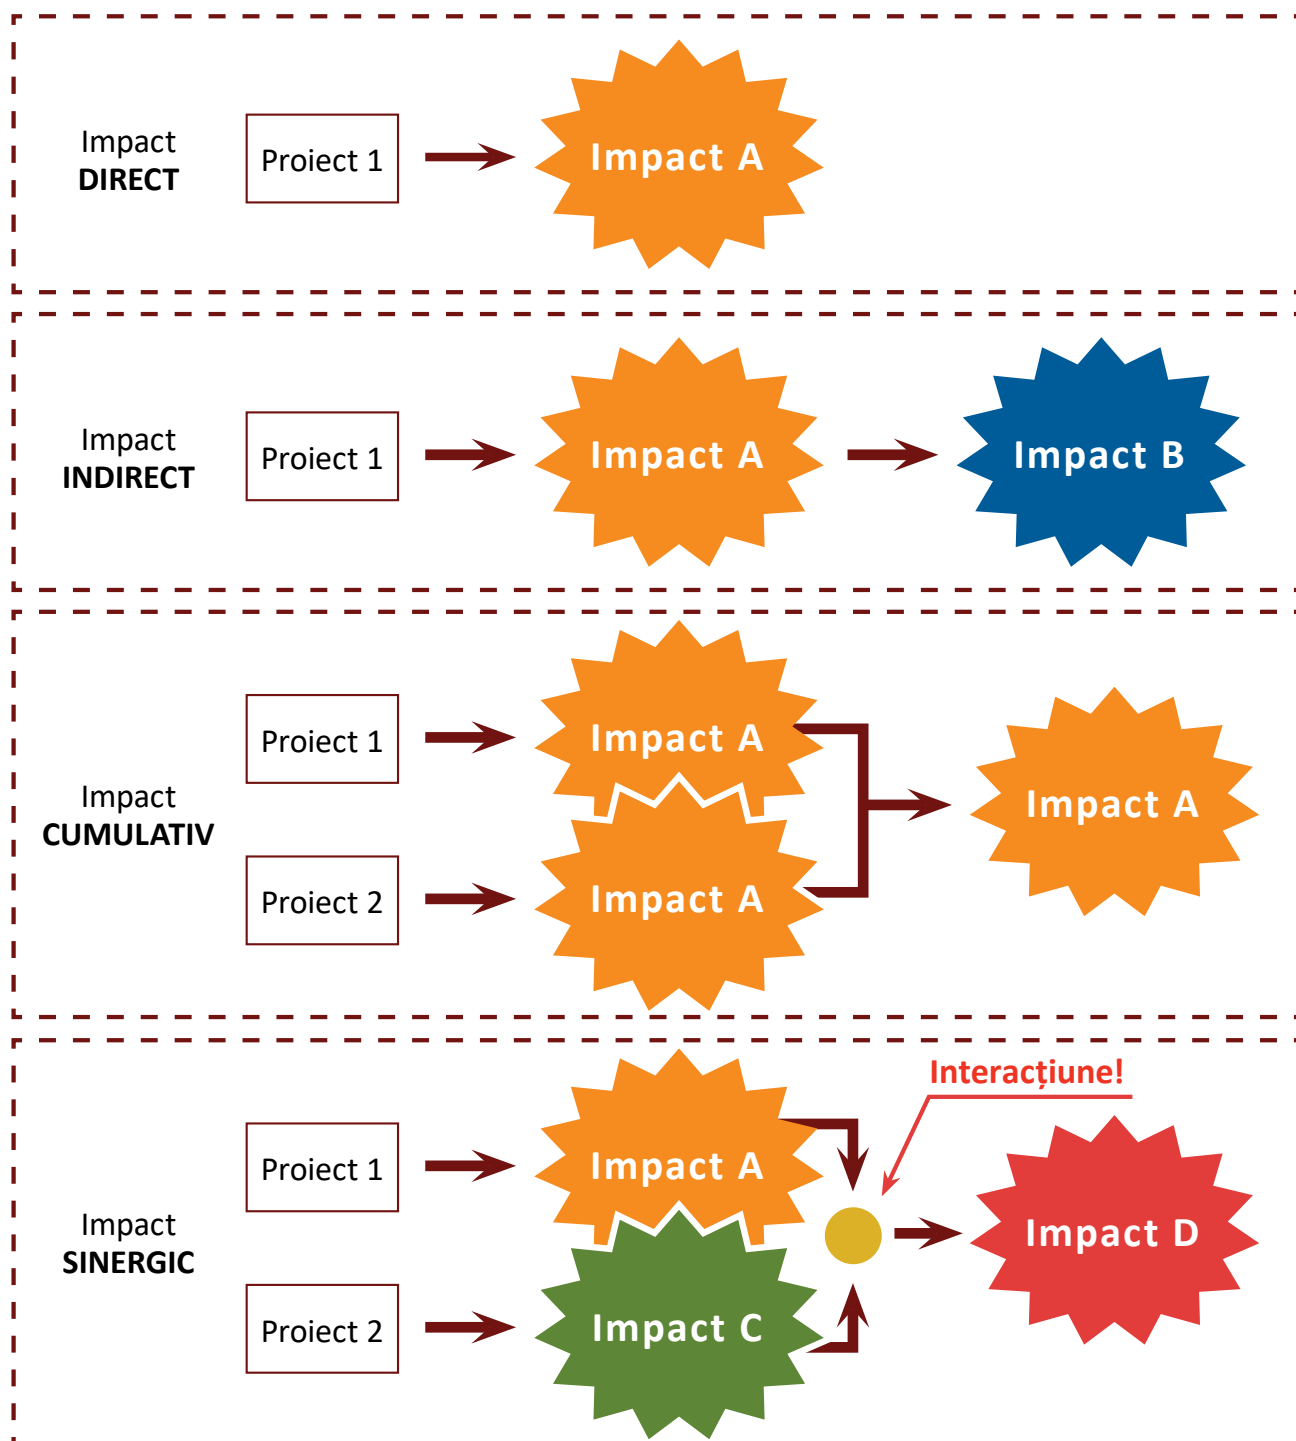 Impact
DIRECT
Proiect 1
Impact A
Impact
INDIRECT
Proiect 1
Impact A
Impact B
Impact
CUMULATIV
Proiect 1
Impact A
Proiect 2
Impact A
Impact A
Impact
SINERGIC
Proiect 1
Impact A
Proiect 2
Impact C
Interacțiune!
Impact D